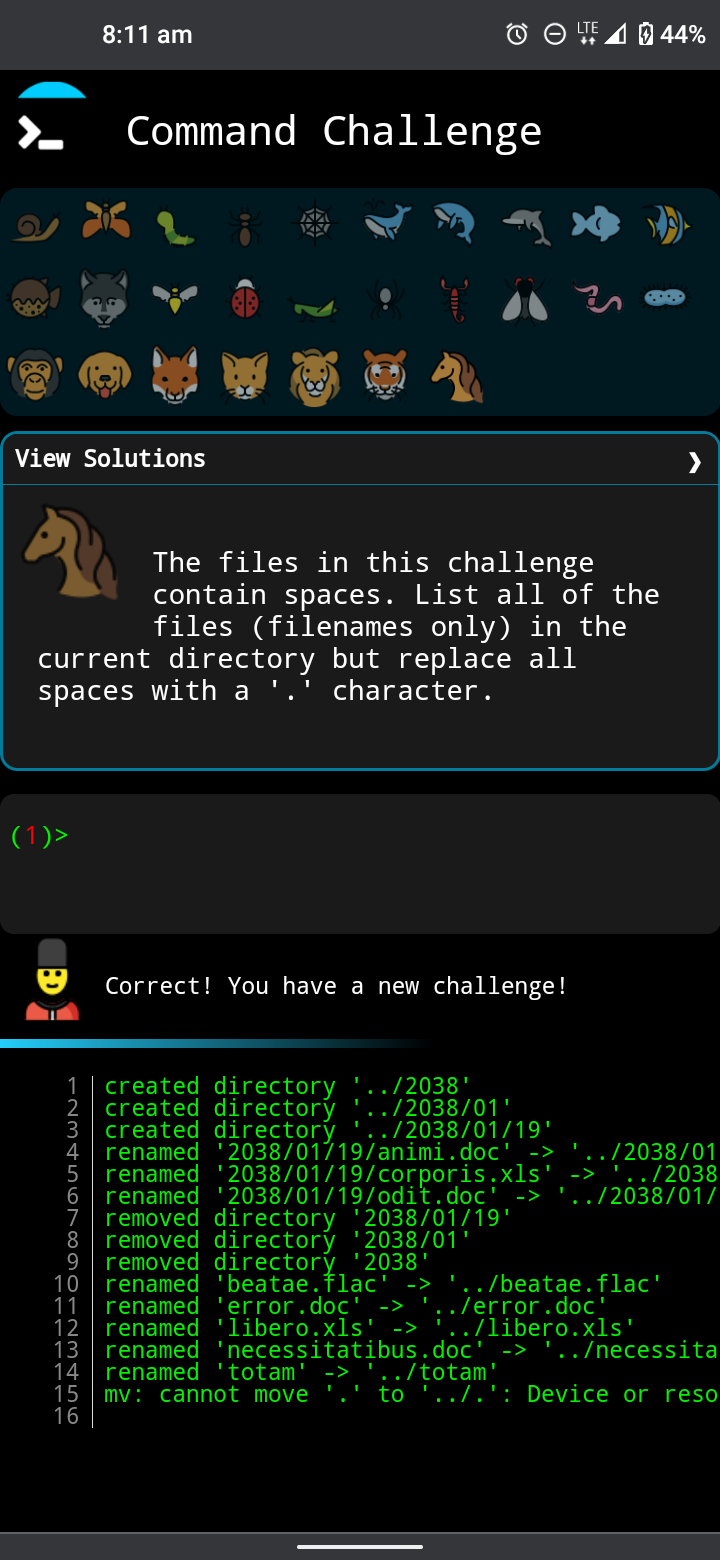 8:11 am
LTE
44%
Command Challenge
View Solutions
The files in this challenge
contain spaces. List all of the
files (filenames only) in the
current directory but replace all
spaces with a '.' character.
(1)>
Correct! You have a new challenge!
1 created directory '../2038'
2 created directory '../2038/01'
3 created directory '../2038/01/19'
4 renamed '2038/01/19/animi.doc' -> '../2038/01
5 renamed '2038/01/19/corporis.xls' -> '../2038
6 renamed '2038/01/19/odit.doc' -> '../2038/01/
7 removed directory '2038/01/19'
8 removed directory '2038/01'
9 removed directory '2038'
10 renamed 'beatae.flac' -> '../beatae.flac'
11 renamed 'error.doc' -> '../error.doc'
12 renamed 'libero.xls' -> '../libero.xls'
13 renamed 'necessitatibus.doc' -> '../necessita
14 renamed 'totam' -> '../totam'
15 mv: cannot move '.' to '../.': Device or reso
16